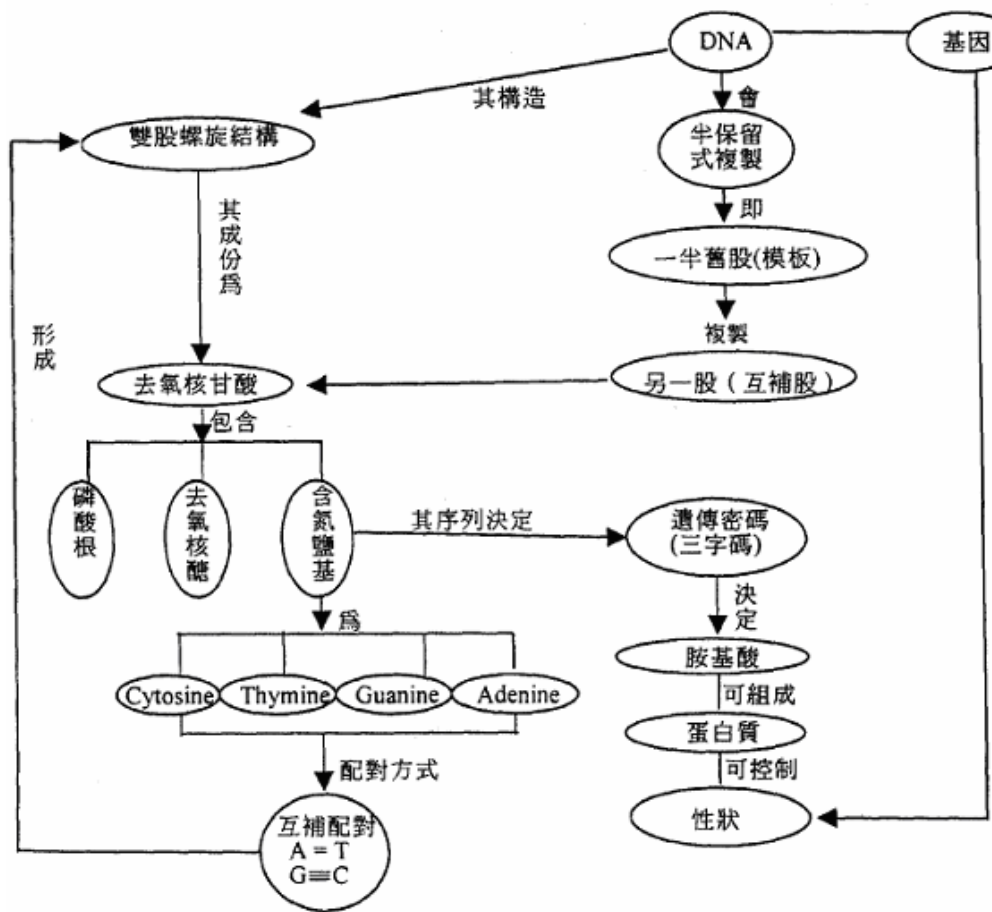 DNA
基因
其構造
會
雙股螺旋結構
半保留
式複製
即
其成份為
一半舊股(模板)
形成
複製
去氧核甘酸
另一股（互補股）
包含
磷酸根
去氧核醣
含氮鹽基
其序列決定
遺傳密碼
(三字碼)
為
決定
胺基酸
Cytosine
Thymine
Guanine
Adenine
可組成
蛋白質
配對方式
可控制
互補配對
A = T
G≡C
性狀